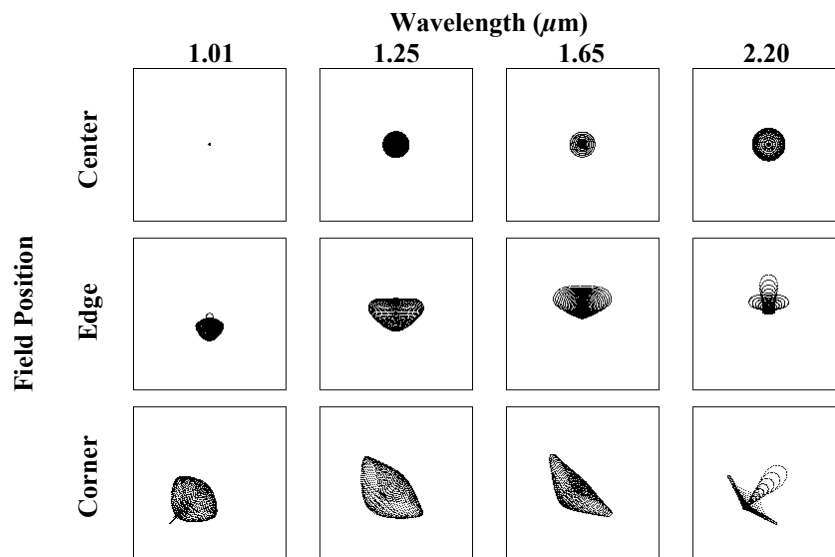 Wavelength (µm)
1.01 1.25 1.65 2.20
Field Position
Center
Edge
Corner